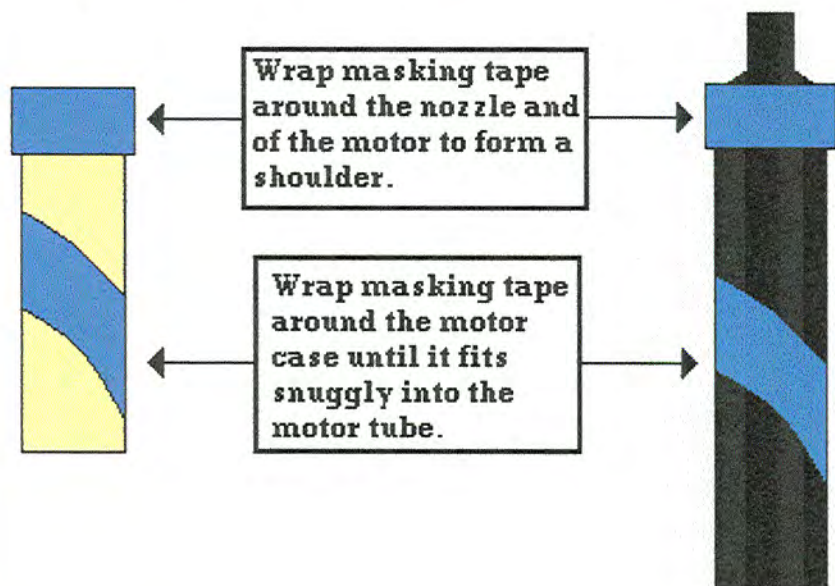 Wrap masking tape
around the nozzle and
of the motor to form a
shoulder.
Wrap masking tape
around the motor
case until it fits
snuggly into the
motor tube.